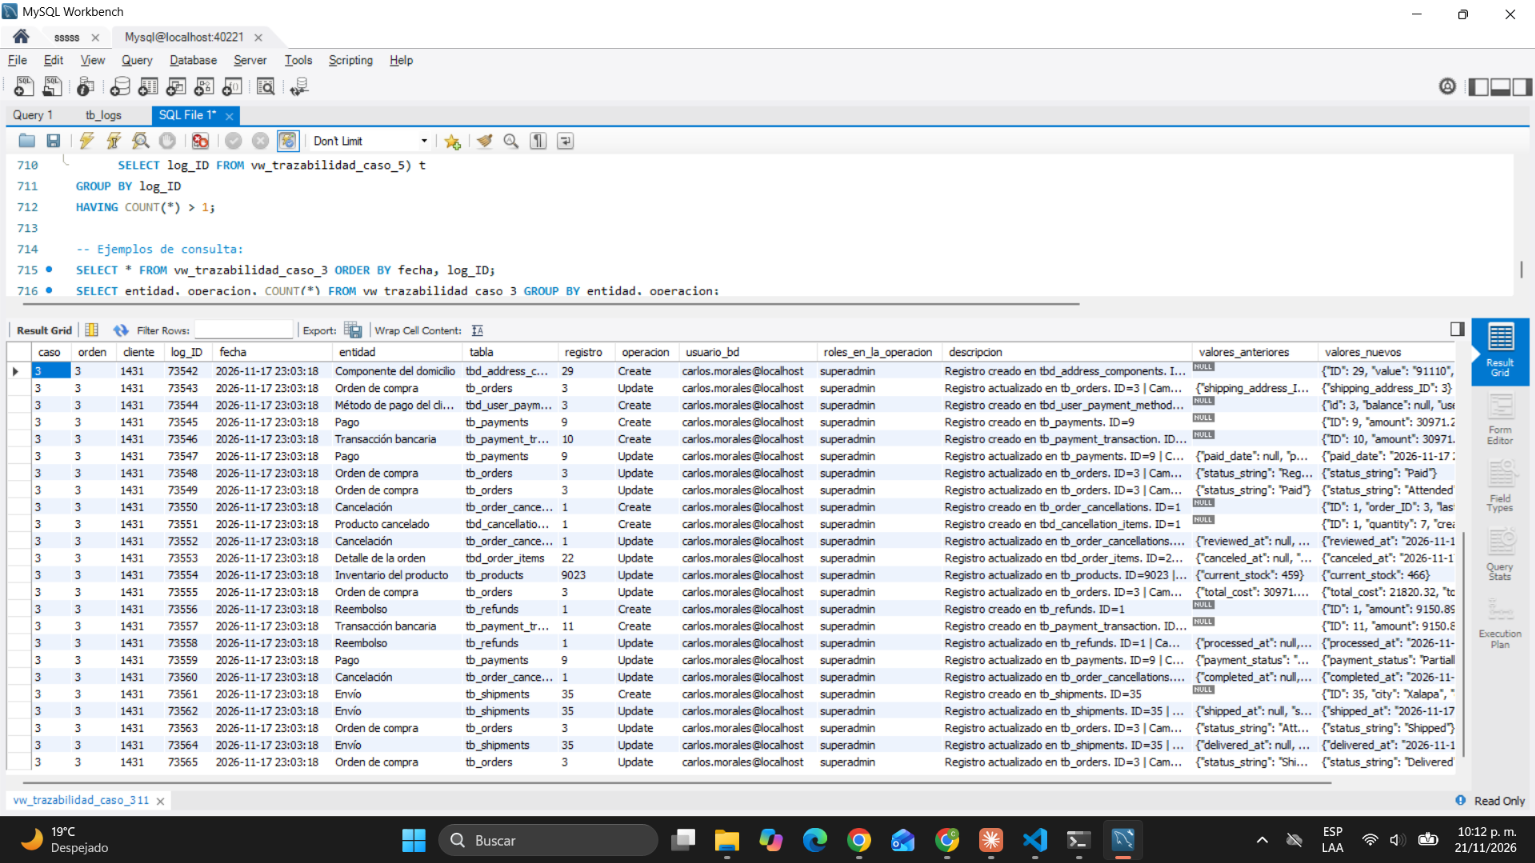 MySQL Workbench
sssss
Mysql@localhost:40221
File Edit View Query Database Server Tools Scripting Help
Query 1 tb_logs SQL File 1*
Don't Limit
710 SELECT log_ID FROM vw_trazabilidad_caso_5) t
711 GROUP BY log_ID
712 HAVING COUNT(*) > 1;
713
714 -- Ejemplos de consulta:
715 SELECT * FROM vw_trazabilidad_caso_3 ORDER BY fecha, log_ID;
716 SELECT entidad, operacion, COUNT(*) FROM vw_trazabilidad_caso_3 GROUP BY entidad, operacion;
Result Grid Filter Rows: Export: Wrap Cell Content:
caso orden cliente log_ID fecha entidad tabla registro operacion usuario_bd roles_en_la_operacion descripcion valores_anteriores valores_nuevos
3 3 1431 73542 2026-11-17 23:03:18 Componente del domicilio tbd_address_c... 29 Create carlos.morales@localhost superadmin Registro creado en tbd_address_components. I... NULL {"ID": 29, "value": "91110",
3 3 1431 73543 2026-11-17 23:03:18 Orden de compra tb_orders 3 Update carlos.morales@localhost superadmin Registro actualizado en tb_orders. ID=3 | Cam... {"shipping_address_I... {"shipping_address_ID": 3}
3 3 1431 73544 2026-11-17 23:03:18 Método de pago del di... tbd_user_paym... 3 Create carlos.morales@localhost superadmin Registro creado en tbd_user_payment_method... NULL {"id": 3, "balance": null, "use
3 3 1431 73545 2026-11-17 23:03:18 Pago tb_payments 9 Create carlos.morales@localhost superadmin Registro creado en tb_payments. ID=9 NULL {"ID": 9, "amount": 30971.2
3 3 1431 73546 2026-11-17 23:03:18 Transacción bancaria tb_payment_tr... 10 Create carlos.morales@localhost superadmin Registro creado en tb_payment_transaction. ID... NULL {"ID": 10, "amount": 30971.
3 3 1431 73547 2026-11-17 23:03:18 Pago tb_payments 9 Update carlos.morales@localhost superadmin Registro actualizado en tb_payments. ID=9 | C... {"paid_date": null, "p... {"paid_date": "2026-11-17 2
3 3 1431 73548 2026-11-17 23:03:18 Orden de compra tb_orders 3 Update carlos.morales@localhost superadmin Registro actualizado en tb_orders. ID=3 | Cam... {"status_string": "Reg... {"status_string": "Paid"}
3 3 1431 73549 2026-11-17 23:03:18 Orden de compra tb_orders 3 Update carlos.morales@localhost superadmin Registro actualizado en tb_orders. ID=3 | Cam... {"status_string": "Paid"} {"status_string": "Attended
3 3 1431 73550 2026-11-17 23:03:18 Cancelación tb_order_cance... 1 Create carlos.morales@localhost superadmin Registro creado en tb_order_cancellations. ID=1 NULL {"ID": 1, "order_ID": 3, "las
3 3 1431 73551 2026-11-17 23:03:18 Producto cancelado tbd_cancellatio... 1 Create carlos.morales@localhost superadmin Registro creado en tbd_cancellation_items. ID=1 NULL {"ID": 1, "quantity": 7, "crea
3 3 1431 73552 2026-11-17 23:03:18 Cancelación tb_order_cance... 1 Update carlos.morales@localhost superadmin Registro actualizado en tb_order_cancellations.... {"reviewed_at": null, ... {"reviewed_at": "2026-11-1
3 3 1431 73553 2026-11-17 23:03:18 Detalle de la orden tbd_order_items 22 Update carlos.morales@localhost superadmin Registro actualizado en tbd_order_items. ID=2... {"canceled_at": null, "... {"canceled_at": "2026-11-17
3 3 1431 73554 2026-11-17 23:03:18 Inventario del producto tb_products 9023 Update carlos.morales@localhost superadmin Registro actualizado en tb_products. ID=9023 |... {"current_stock": 459} {"current_stock": 466}
3 3 1431 73555 2026-11-17 23:03:18 Orden de compra tb_orders 3 Update carlos.morales@localhost superadmin Registro actualizado en tb_orders. ID=3 | Cam... {"total_cost": 30971.... {"total_cost": 21820.32, "tc
3 3 1431 73556 2026-11-17 23:03:18 Reembolso tb_refunds 1 Create carlos.morales@localhost superadmin Registro creado en tb_refunds. ID=1 NULL {"ID": 1, "amount": 9150.89
3 3 1431 73557 2026-11-17 23:03:18 Transacción bancaria tb_payment_tr... 11 Create carlos.morales@localhost superadmin Registro creado en tb_payment_transaction. ID... NULL {"ID": 11, "amount": 9150.8
3 3 1431 73558 2026-11-17 23:03:18 Reembolso tb_refunds 1 Update carlos.morales@localhost superadmin Registro actualizado en tb_refunds. ID=1 | Ca... {"processed_at": null,... {"processed_at": "2026-11-
3 3 1431 73559 2026-11-17 23:03:18 Pago tb_payments 9 Update carlos.morales@localhost superadmin Registro actualizado en tb_payments. ID=9 | C... {"payment_status": "... {"payment_status": "Partiall
3 3 1431 73560 2026-11-17 23:03:18 Cancelación tb_order_cance... 1 Update carlos.morales@localhost superadmin Registro actualizado en tb_order_cancellations.... {"completed_at": null,... {"completed_at": "2026-11-
3 3 1431 73561 2026-11-17 23:03:18 Envío tb_shipments 35 Create carlos.morales@localhost superadmin Registro creado en tb_shipments. ID=35 NULL {"ID": 35, "city": "Xalapa", "
3 3 1431 73562 2026-11-17 23:03:18 Envío tb_shipments 35 Update carlos.morales@localhost superadmin Registro actualizado en tb_shipments. ID=35 | ... {"shipped_at": null, "s... {"shipped_at": "2026-11-17
3 3 1431 73563 2026-11-17 23:03:18 Orden de compra tb_orders 3 Update carlos.morales@localhost superadmin Registro actualizado en tb_orders. ID=3 | Cam... {"status_string": "Att... {"status_string": "Shipped"}
3 3 1431 73564 2026-11-17 23:03:18 Envío tb_shipments 35 Update carlos.morales@localhost superadmin Registro actualizado en tb_shipments. ID=35 | ... {"delivered_at": null, ... {"delivered_at": "2026-11-1
3 3 1431 73565 2026-11-17 23:03:18 Orden de compra tb_orders 3 Update carlos.morales@localhost superadmin Registro actualizado en tb_orders. ID=3 | Cam... {"status_string": "Shi... {"status_string": "Delivered
Result Grid
Form Editor
Field Types
Query Stats
Execution Plan
vw_trazabilidad_caso_311
Read Only
19°C
Despejado
Buscar
ESP
LAA
10:12 p. m.
21/11/2026